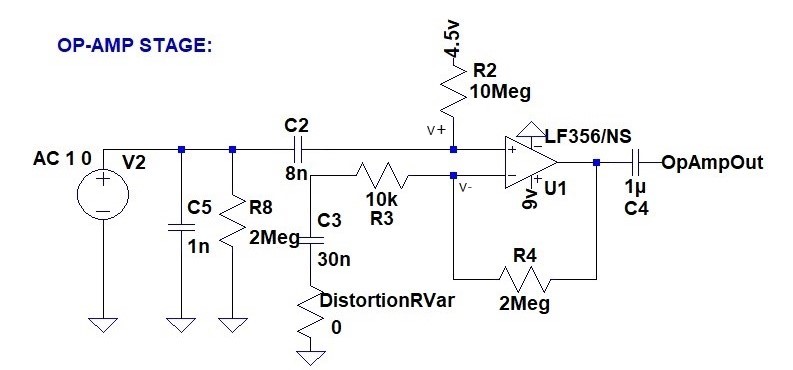 OP-AMP STAGE:
4.5v
R2
10Meg
C2
V+
LF356/NS
AC 1 0
V2
8n
+
−
OpAmpOut
+
−
10k
V-
−
+
U1
9v
1µ
C5
R8
C3
R3
C4
1n
2Meg
30n
R4
DistortionRVar
2Meg
0